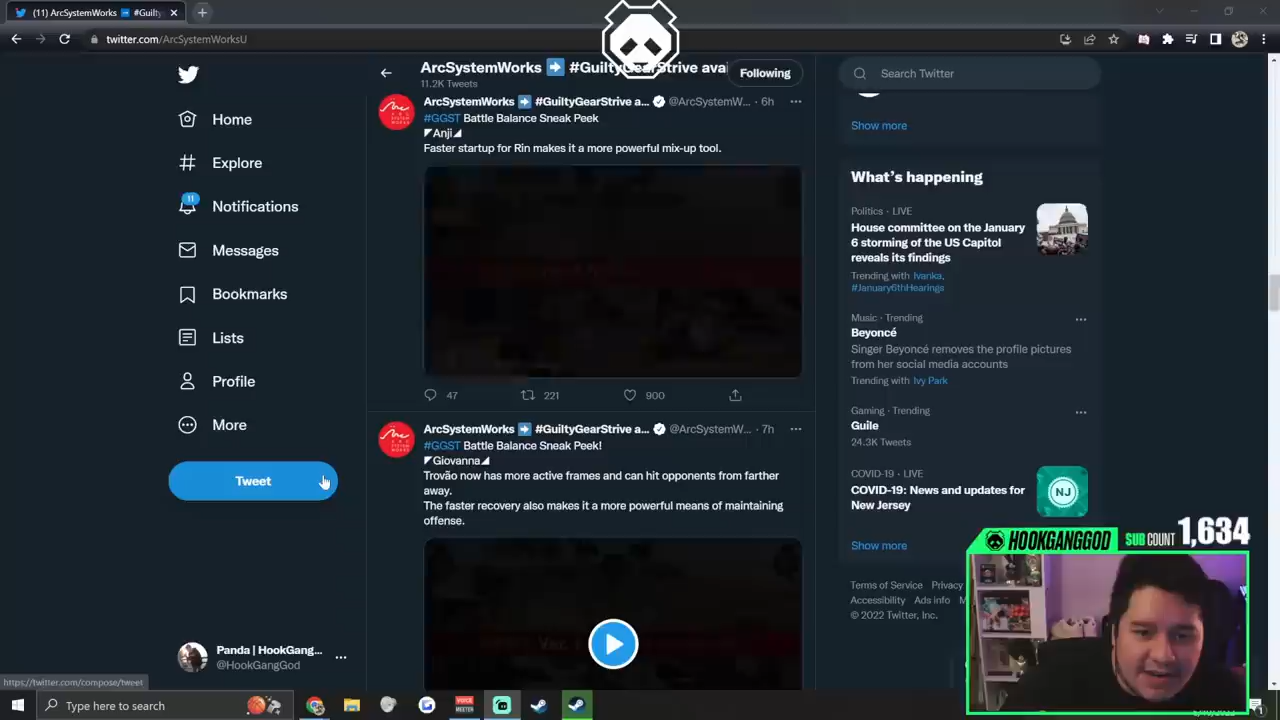 (11) ArcSystemWorks ➡ #Guilty
twitter.com/ArcSystemWorksU
ArcSystemWorks ➡ #GuiltyGearStrive avai
11.2K Tweets
Following
Search Twitter
Home
Explore
11
Notifications
Messages
Bookmarks
Lists
Profile
More
Tweet
Panda | HookGang...
@HookGangGod
https://twitter.com/compose/tweet
ArcSystemWorks ➡ #GuiltyGearStrive a... @ArcSystemW... · 6h
#GGST Battle Balance Sneak Peek
◤Anji◢
Faster startup for Rin makes it a more powerful mix-up tool.
47 221 900
ArcSystemWorks ➡ #GuiltyGearStrive a... @ArcSystemW... · 7h
#GGST Battle Balance Sneak Peek!
◤Giovanna◢
Trovão now has more active frames and can hit opponents from farther
away.
The faster recovery also makes it a more powerful means of maintaining
offense.
Show more
What's happening
Politics · LIVE
House committee on the January
6 storming of the US Capitol
reveals its findings
Trending with Ivanka,
#January6thHearings
Music · Trending
Beyoncé
Singer Beyoncé removes the profile pictures
from her social media accounts
Trending with Ivy Park
Gaming · Trending
Guile
24.3K Tweets
COVID-19 · LIVE
COVID-19: News and updates for
New Jersey
NJ
Show more
Terms of Service Privacy
Accessibility Ads info
© 2022 Twitter, Inc.
HOOKGANGGOD
SUB COUNT 1,634
Type here to search